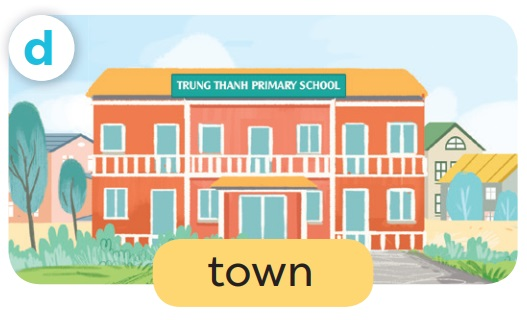 d
TRUNG THANH PRIMARY SCHOOL
town